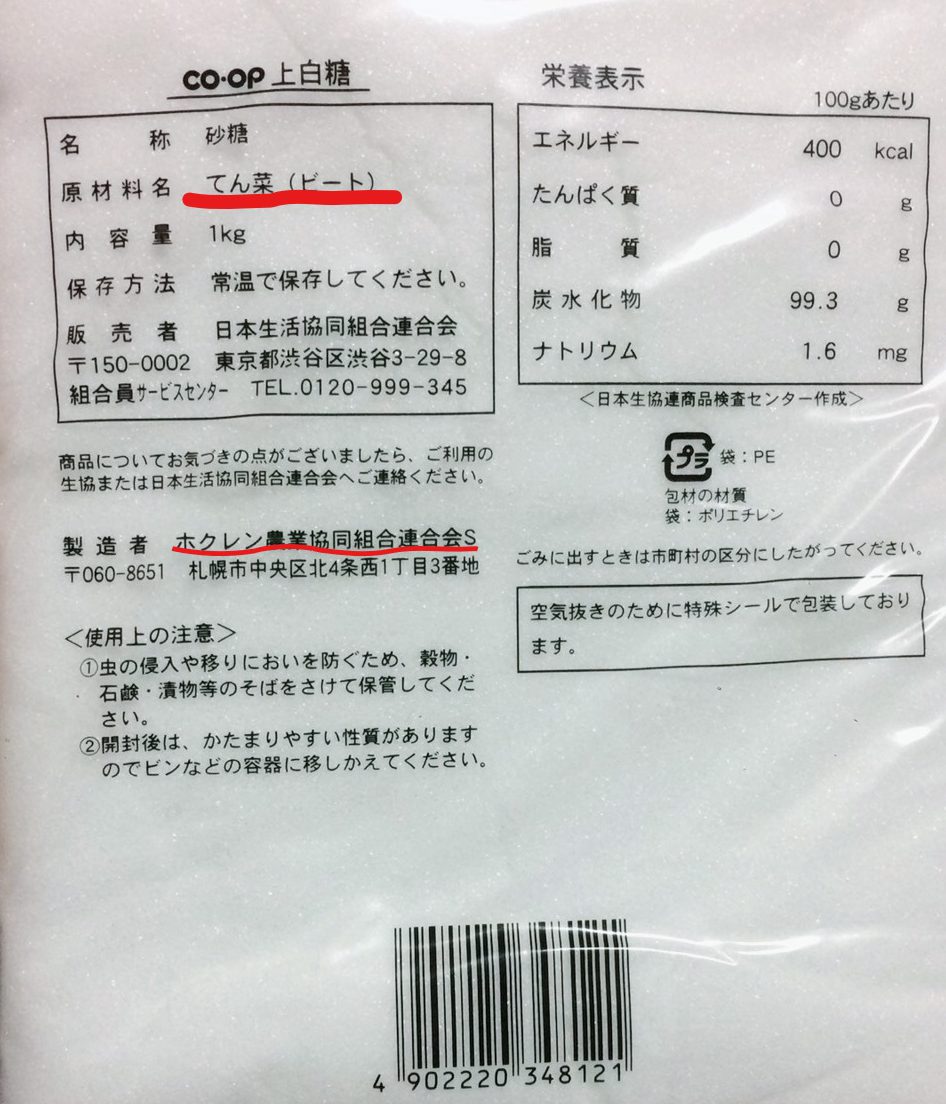 CO・OP 上白糖
名称 砂糖
原材料名 てん菜（ビート）
内容量 1kg
保存方法 常温で保存してください。
販売者 日本生活協同組合連合会
〒150-0002 東京都渋谷区渋谷3-29-8
組合員サービスセンター TEL.0120-999-345
商品についてお気づきの点がございましたら、ご利用の
生協または日本生活協同組合連合会へご連絡ください。
製造者 ホクレン農業協同組合連合会S
〒060-8651 札幌市中央区北4条西1丁目3番地
＜使用上の注意＞
①虫の侵入や移りにおいを防ぐため、穀物・
石鹸・漬物等のそばをさけて保管してくだ
さい。
②開封後は、かたまりやすい性質があります
のでビンなどの容器に移しかえてください。
栄養表示
100gあたり
エネルギー 400 kcal
たんぱく質 0 g
脂質 0 g
炭水化物 99.3 g
ナトリウム 1.6 mg
＜日本生協連商品検査センター作成＞
プラ 袋：PE
包材の材質
袋：ポリエチレン
ごみに出すときは市町村の区分にしたがってください。
空気抜きのために特殊シールで包装しており
ます。
4 902220 348121